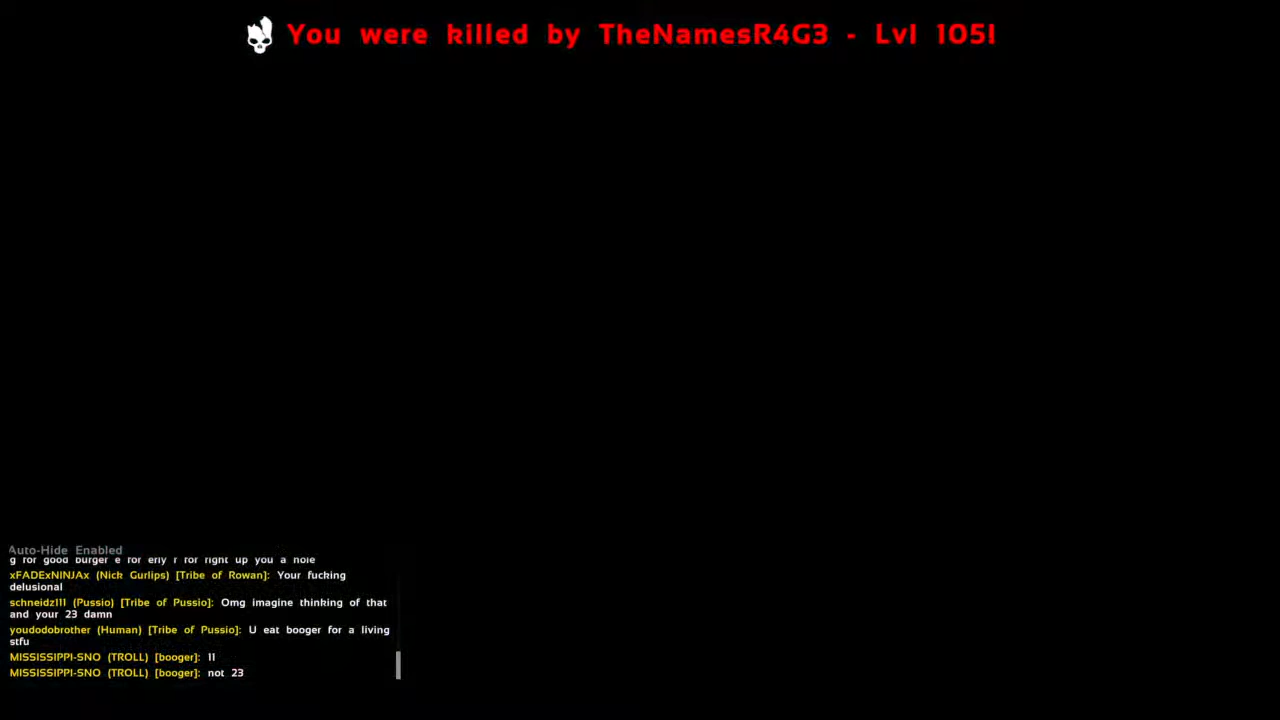 You were killed by TheNamesR4G3 - Lvl 105!
Auto-Hide Enabled
g for good burger e for erly r for right up you a hole
xFADExNINJAx (Nick Gurlips) [Tribe of Rowan]: Your fucking
delusional
schneidz111 (Pussio) [Tribe of Pussio]: Omg imagine thinking of that
and your 23 damn
youdodobrother (Human) [Tribe of Pussio]: U eat booger for a living
stfu
MISSISSIPPI-SNO (TROLL) [booger]: 11
MISSISSIPPI-SNO (TROLL) [booger]: not 23